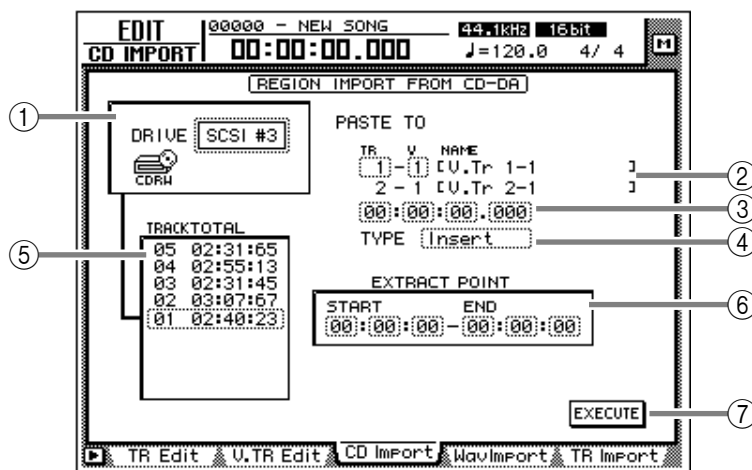 EDIT
CD IMPORT
00000 - NEW SONG
00:00:00.000
44.1kHz 16bit
♩=120.0 4/ 4
M
REGION IMPORT FROM CD-DA
1
DRIVE SCSI #3
CDRW
PASTE TO
TR V NAME
1-1 [V.Tr 1-1 ]
2-1 [V.Tr 2-1 ]
2
00:00:00.000
3
TYPE Insert
4
5
TRACK TOTAL
05 02:31:65
04 02:55:13
03 02:31:45
02 03:07:67
01 02:40:23
EXTRACT POINT
START END
00:00:00-00:00:00
6
EXECUTE
7
TR Edit V.TR Edit CD Import WavImport TR Import